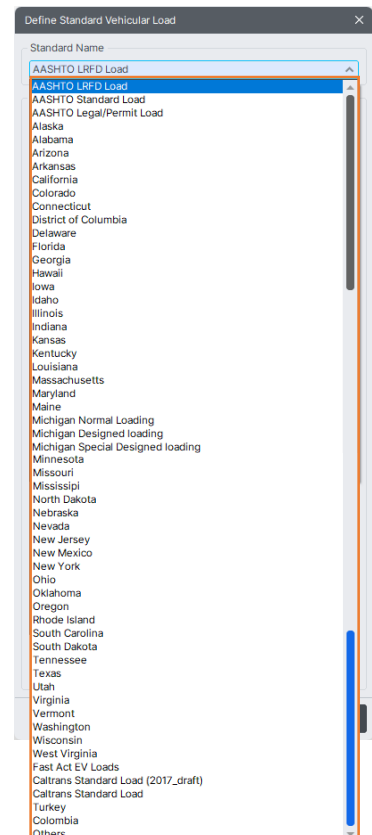 Define Standard Vehicular Load
Standard Name
AASHTO LRFD Load
AASHTO LRFD Load
AASHTO Standard Load
AASHTO Legal/Permit Load
Alaska
Alabama
Arizona
Arkansas
California
Colorado
Connecticut
District of Columbia
Delaware
Florida
Georgia
Hawaii
Iowa
Idaho
Illinois
Indiana
Kansas
Kentucky
Louisiana
Massachusetts
Maryland
Maine
Michigan Normal Loading
Michigan Designed loading
Michigan Special Designed loading
Minnesota
Missouri
Mississipi
North Dakota
Nebraska
Nevada
New Jersey
New Mexico
New York
Ohio
Oklahoma
Oregon
Rhode Island
South Carolina
South Dakota
Tennessee
Texas
Utah
Virginia
Vermont
Washington
Wisconsin
West Virginia
Fast Act EV Loads
Caltrans Standard Load (2017_draft)
Caltrans Standard Load
Turkey
Colombia
Others